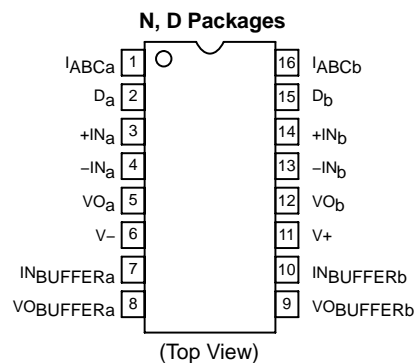 N, D Packages
IABCa 1 16 IABCb
Da 2 15 Db
+INa 3 14 +INb
−INa 4 13 −INb
VOa 5 12 VOb
V− 6 11 V+
INBUFFERa 7 10 INBUFFERb
VOBUFFERa 8 9 VOBUFFERb
(Top View)